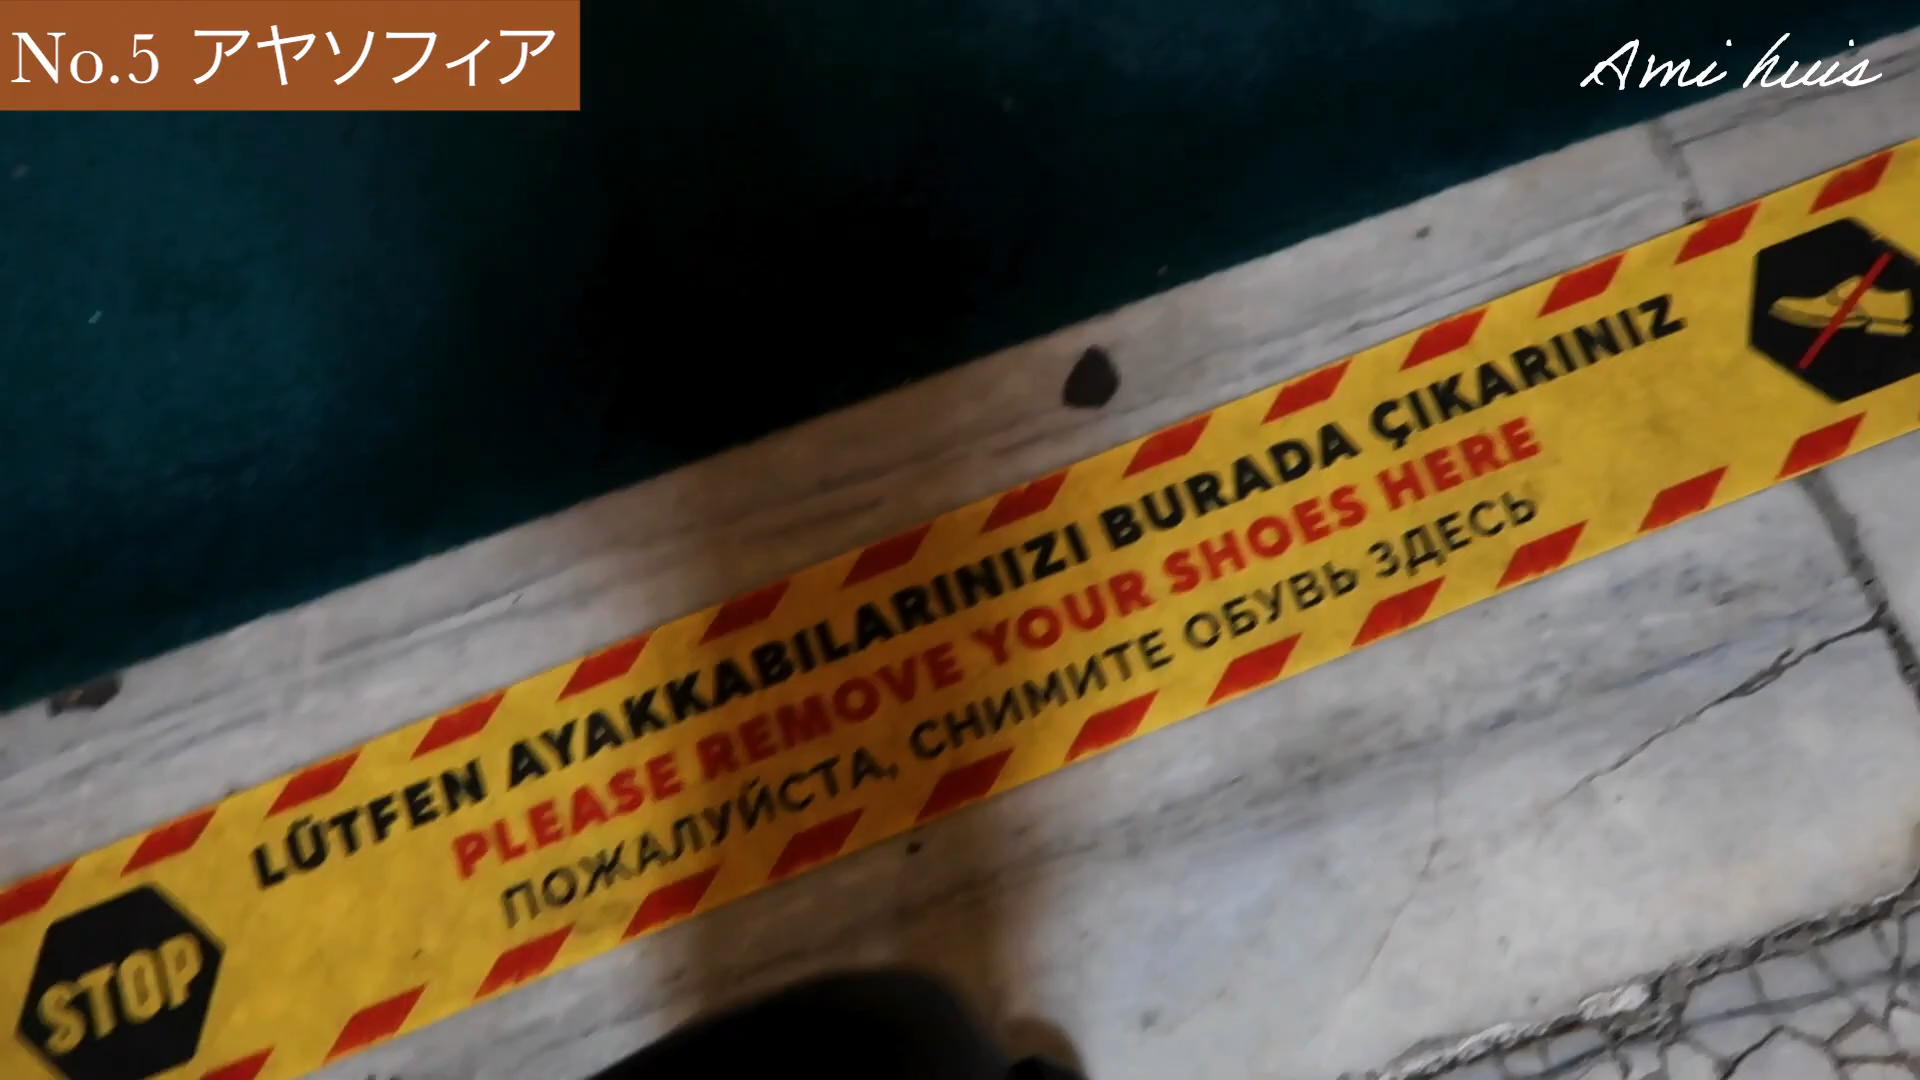 No.5 アヤソフィア
Ami huis
LÜTFEN AYAKKABILARINIZI BURADA ÇIKARINIZ
PLEASE REMOVE YOUR SHOES HERE
ПОЖАЛУЙСТА, СНИМИТЕ ОБУВЬ ЗДЕСЬ
STOP